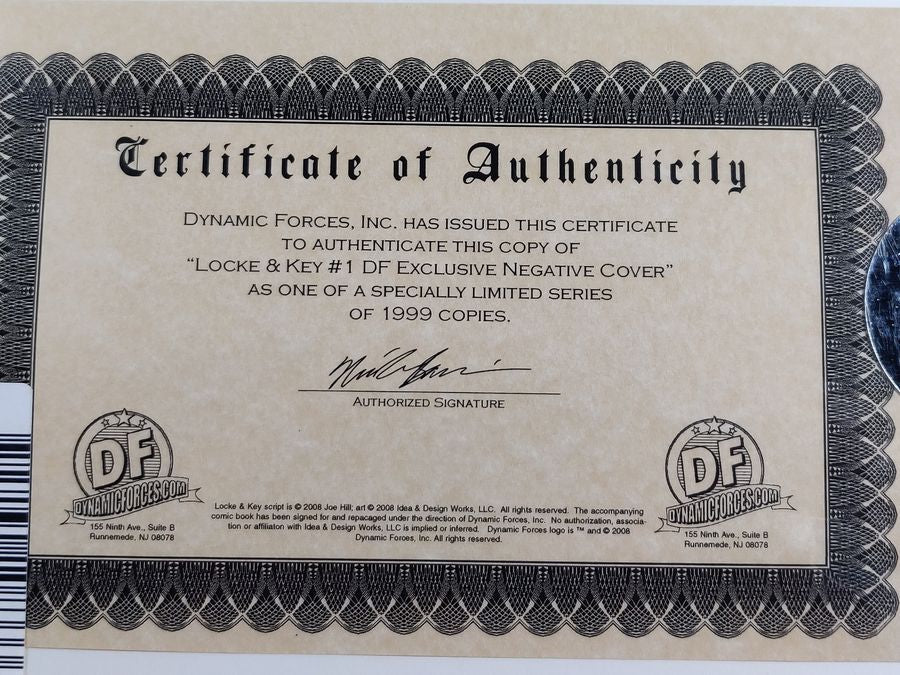 Certificate of Authenticity
DYNAMIC FORCES, INC. HAS ISSUED THIS CERTIFICATE
TO AUTHENTICATE THIS COPY OF
“LOCKE & KEY #1 DF EXCLUSIVE NEGATIVE COVER”
AS ONE OF A SPECIALLY LIMITED SERIES
OF 1999 COPIES.
AUTHORIZED SIGNATURE
DF
DYNAMICFORCES.COM
155 Ninth Ave., Suite B
Runnemede, NJ 08078
Locke & Key script is © 2008 Joe Hill; art © 2008 Idea & Design Works, LLC. All rights reserved. The accompanying
comic book has been signed for and repacaged under the direction of Dynamic Forces, Inc. No authorization, associa-
tion or affiliaton with Idea & Design Works, LLC is implied or inferred. Dynamic Forces logo is ™ and © 2008
Dynamic Forces, Inc. All rights reserved.
DF
DYNAMICFORCES.COM
155 Ninth Ave., Suite B
Runnemede, NJ 08078